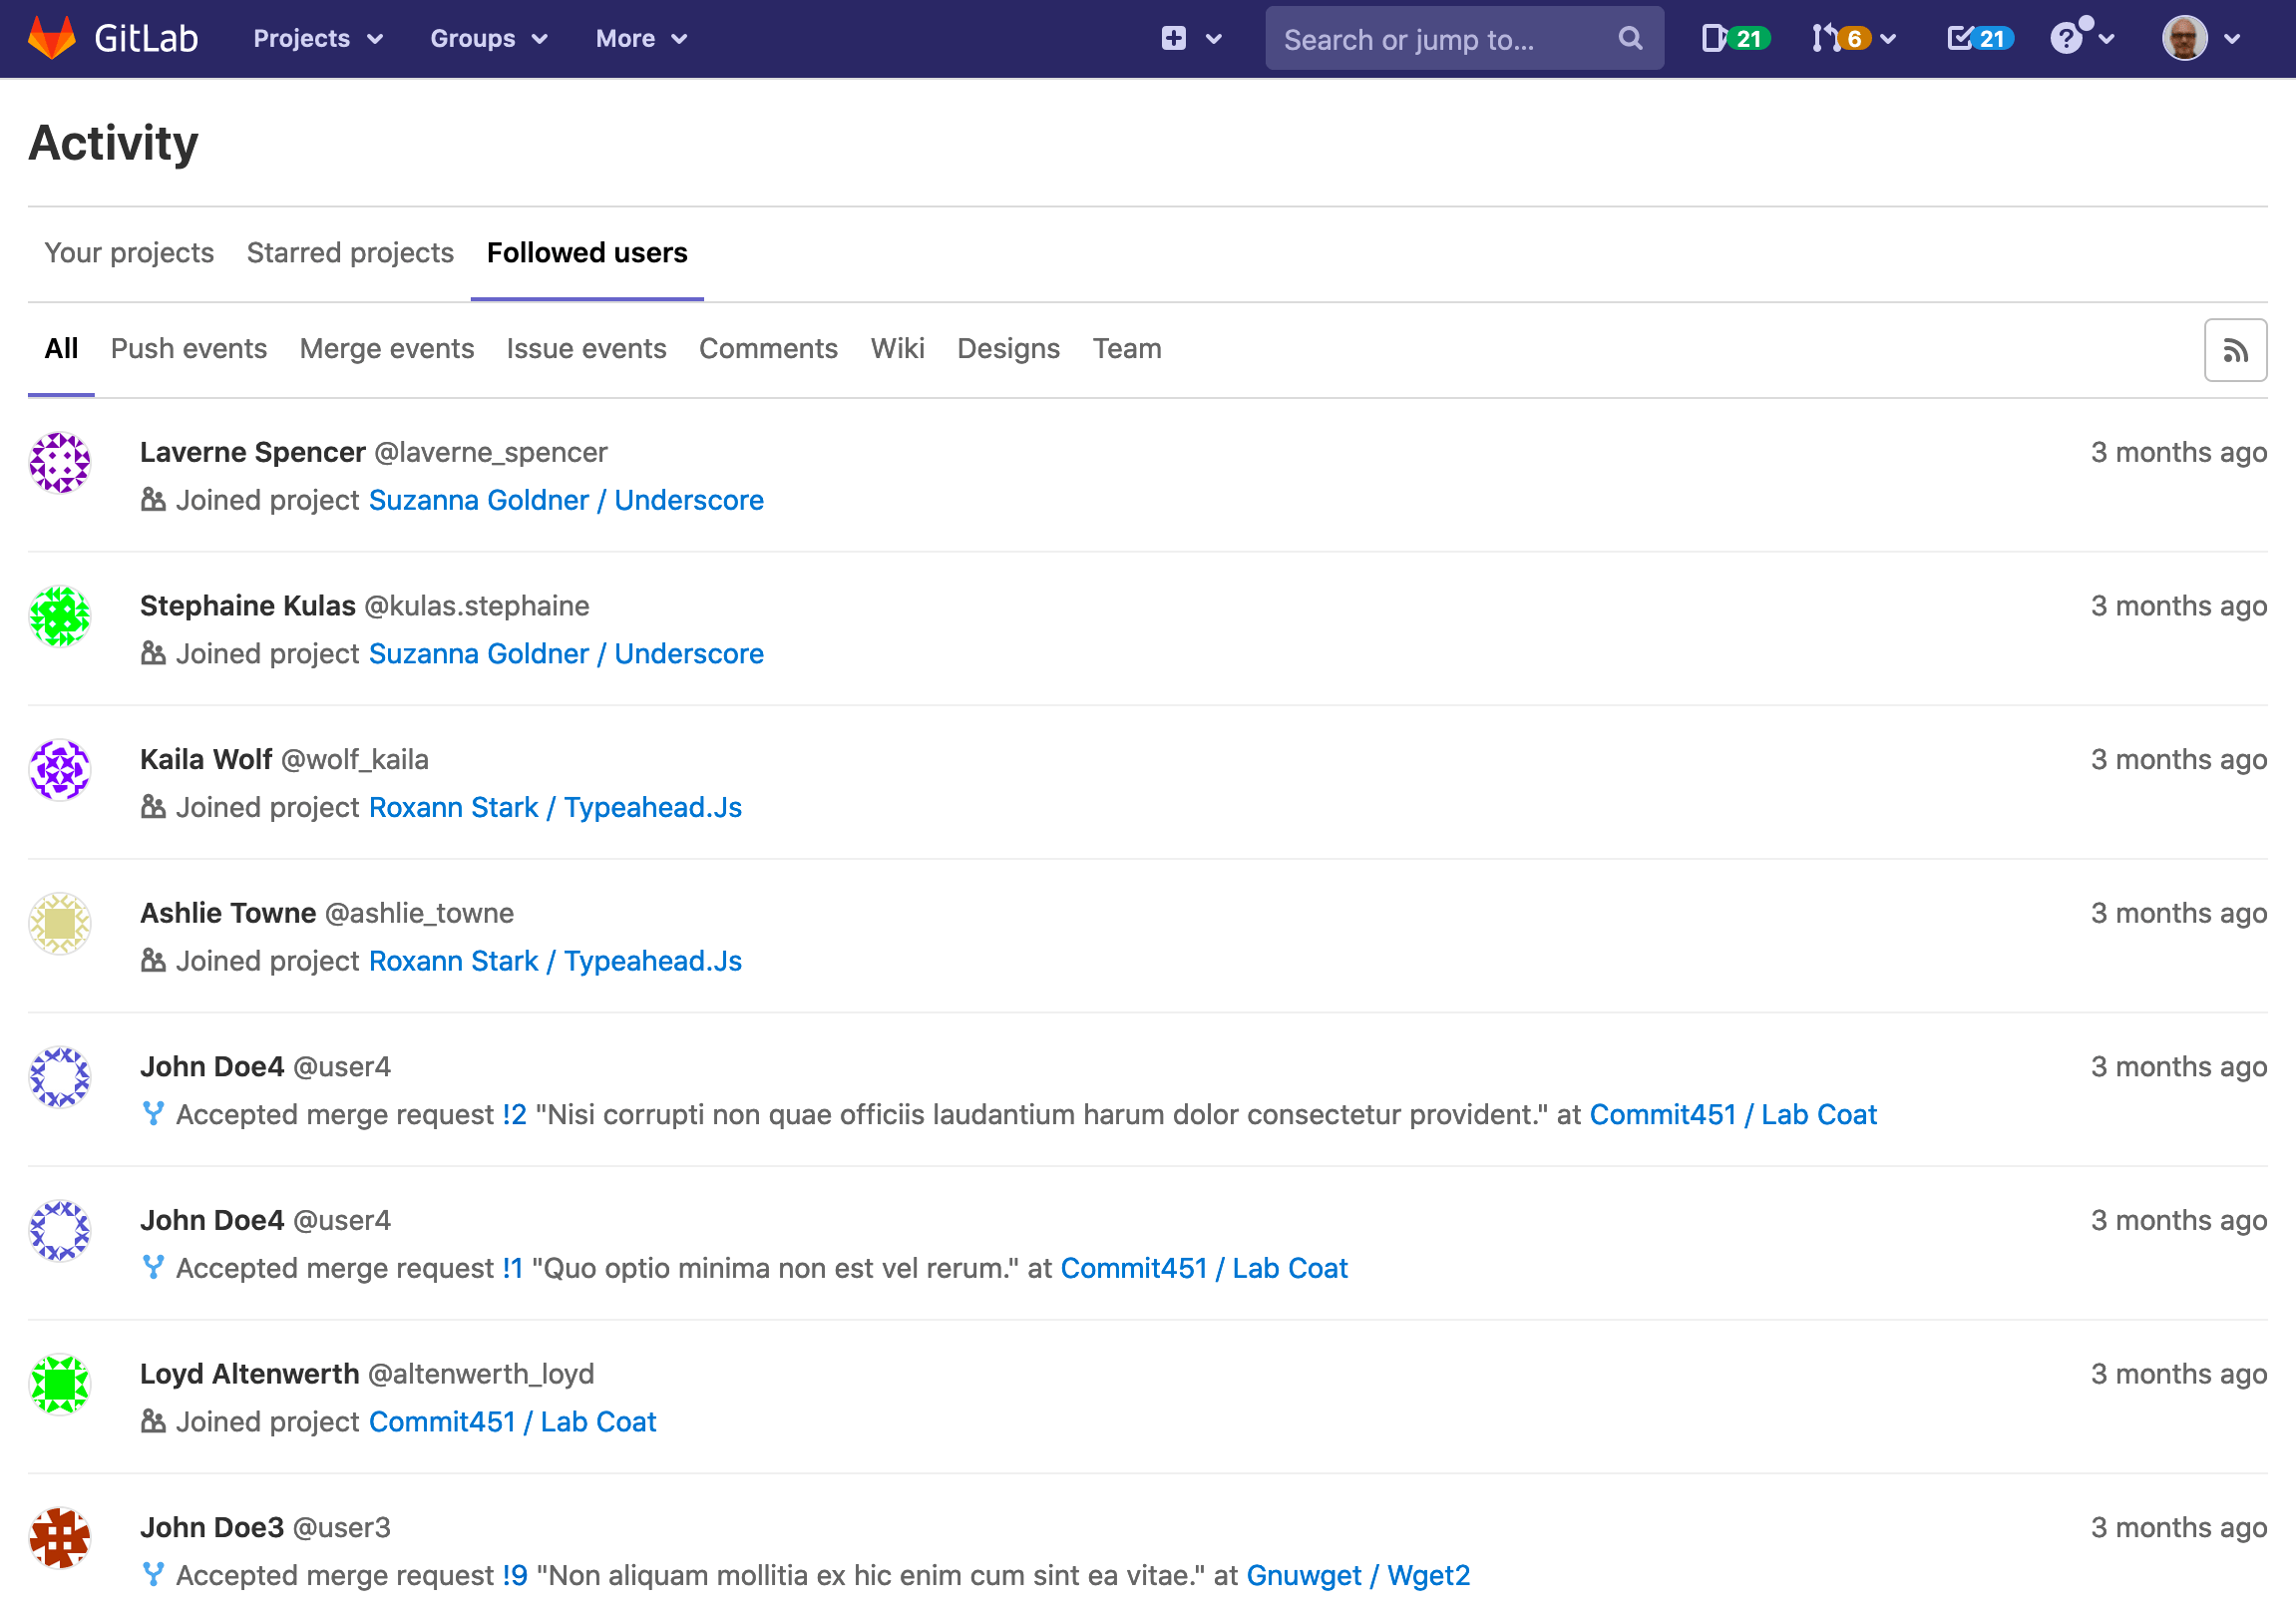 GitLab Projects Groups More Search or jump to... 21 6 21
Activity
Your projects Starred projects Followed users
All Push events Merge events Issue events Comments Wiki Designs Team
Laverne Spencer @laverne_spencer 3 months ago
Joined project Suzanna Goldner / Underscore
Stephaine Kulas @kulas.stephaine 3 months ago
Joined project Suzanna Goldner / Underscore
Kaila Wolf @wolf_kaila 3 months ago
Joined project Roxann Stark / Typeahead.Js
Ashlie Towne @ashlie_towne 3 months ago
Joined project Roxann Stark / Typeahead.Js
John Doe4 @user4 3 months ago
Accepted merge request !2 "Nisi corrupti non quae officiis laudantium harum dolor consectetur provident." at Commit451 / Lab Coat
John Doe4 @user4 3 months ago
Accepted merge request !1 "Quo optio minima non est vel rerum." at Commit451 / Lab Coat
Loyd Altenwerth @altenwerth_loyd 3 months ago
Joined project Commit451 / Lab Coat
John Doe3 @user3 3 months ago
Accepted merge request !9 "Non aliquam mollitia ex hic enim cum sint ea vitae." at Gnuwget / Wget2